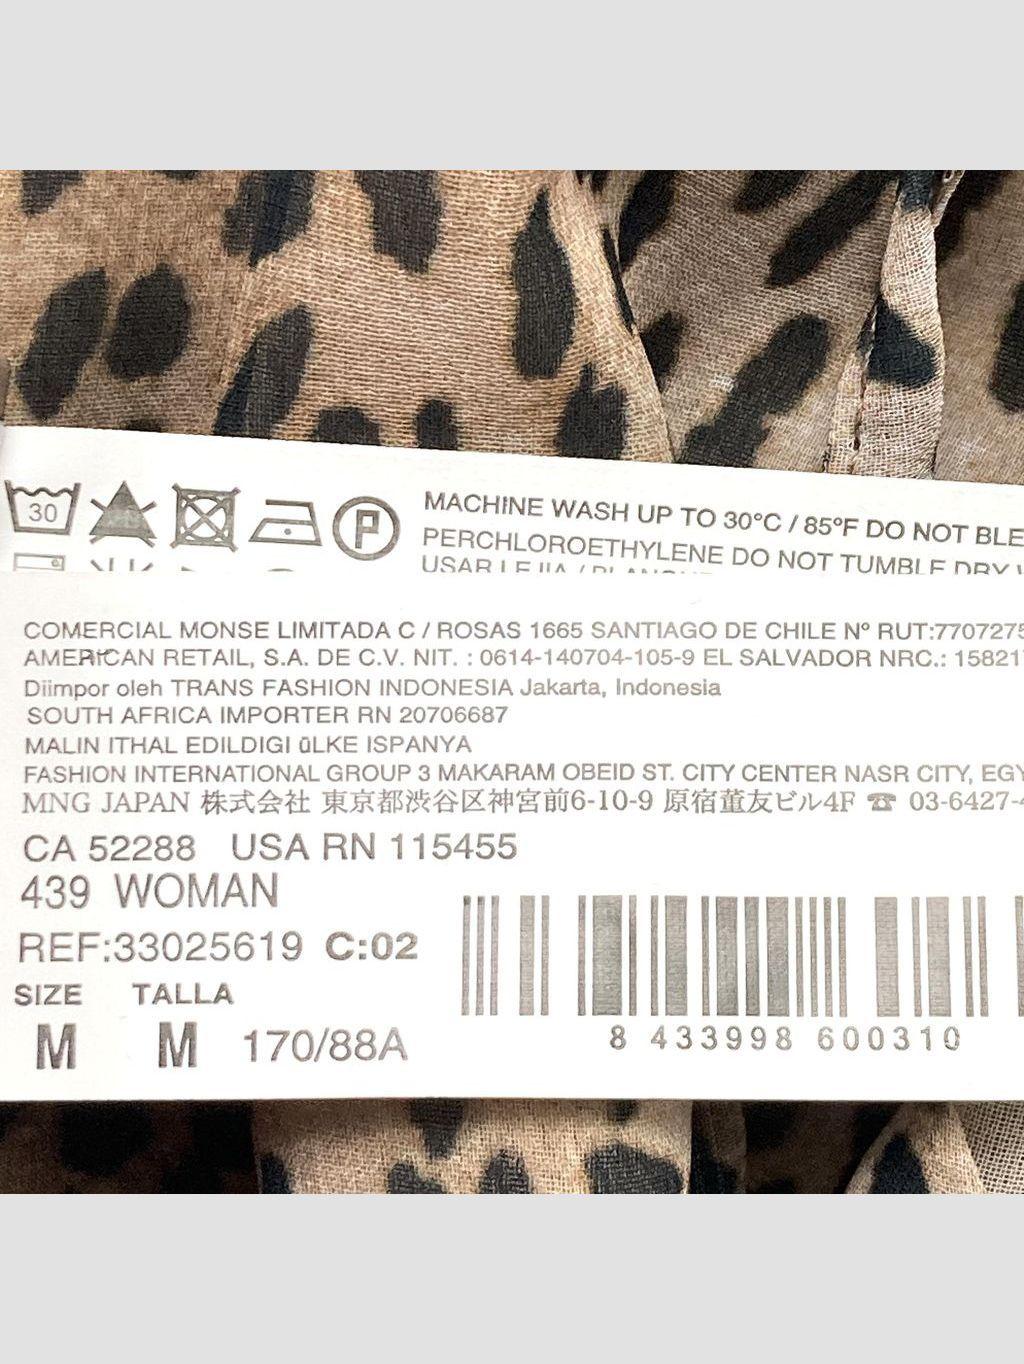 30
P
MACHINE WASH UP TO 30°C / 85°F DO NOT BLE
PERCHLOROETHYLENE DO NOT TUMBLE DRY
USAR LEJIA /
COMERCIAL MONSE LIMITADA C / ROSAS 1665 SANTIAGO DE CHILE Nº RUT:7707275
AMERICAN RETAIL, S.A. DE C.V. NIT. : 0614-140704-105-9 EL SALVADOR NRC.: 15821
Diimpor oleh TRANS FASHION INDONESIA Jakarta, Indonesia
SOUTH AFRICA IMPORTER RN 20706687
MALIN ITHAL EDILDIGI üLKE ISPANYA
FASHION INTERNATIONAL GROUP 3 MAKARAM OBEID ST. CITY CENTER NASR CITY, EGY
MNG JAPAN 株式会社 東京都渋谷区神宮前6-10-9 原宿董友ビル4F ☎ 03-6427-
CA 52288 USA RN 115455
439 WOMAN
REF:33025619 C:02
SIZE TALLA
M M 170/88A
8 433998 600310